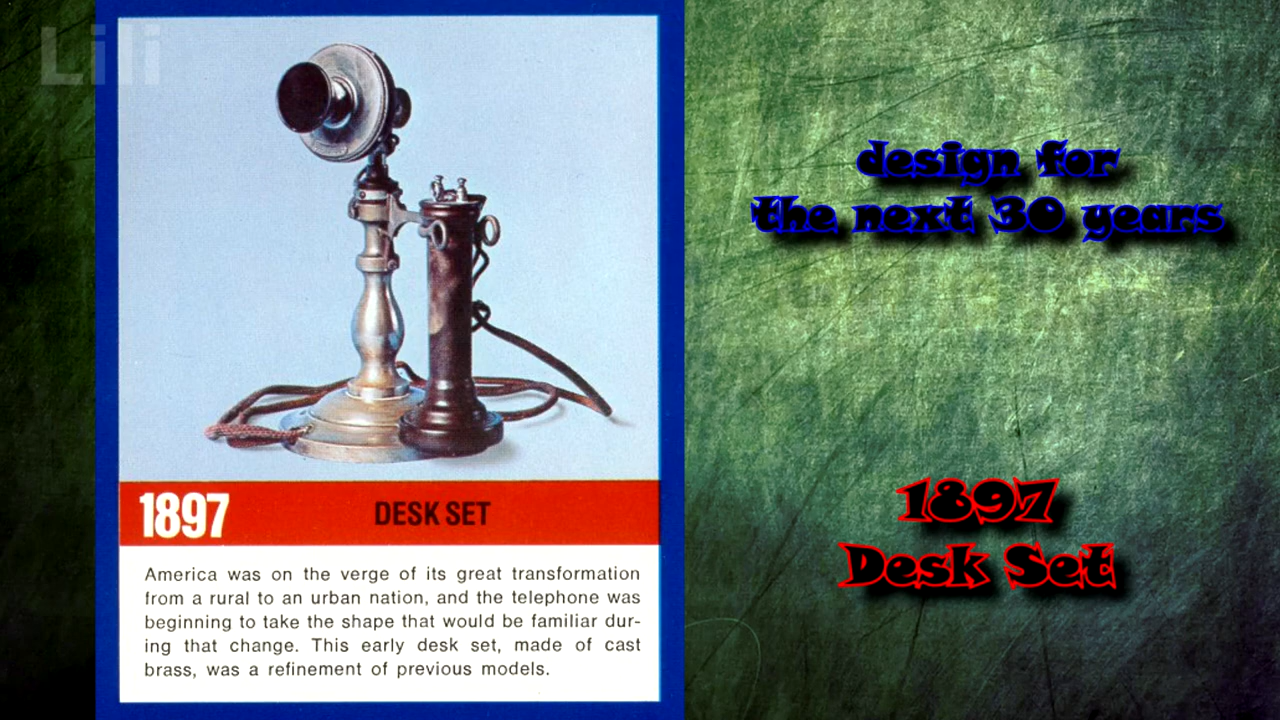 Lili
design for
the next 30 years
1897 DESK SET
America was on the verge of its great transformation
from a rural to an urban nation, and the telephone was
beginning to take the shape that would be familiar dur-
ing that change. This early desk set, made of cast
brass, was a refinement of previous models.
1897
Desk Set